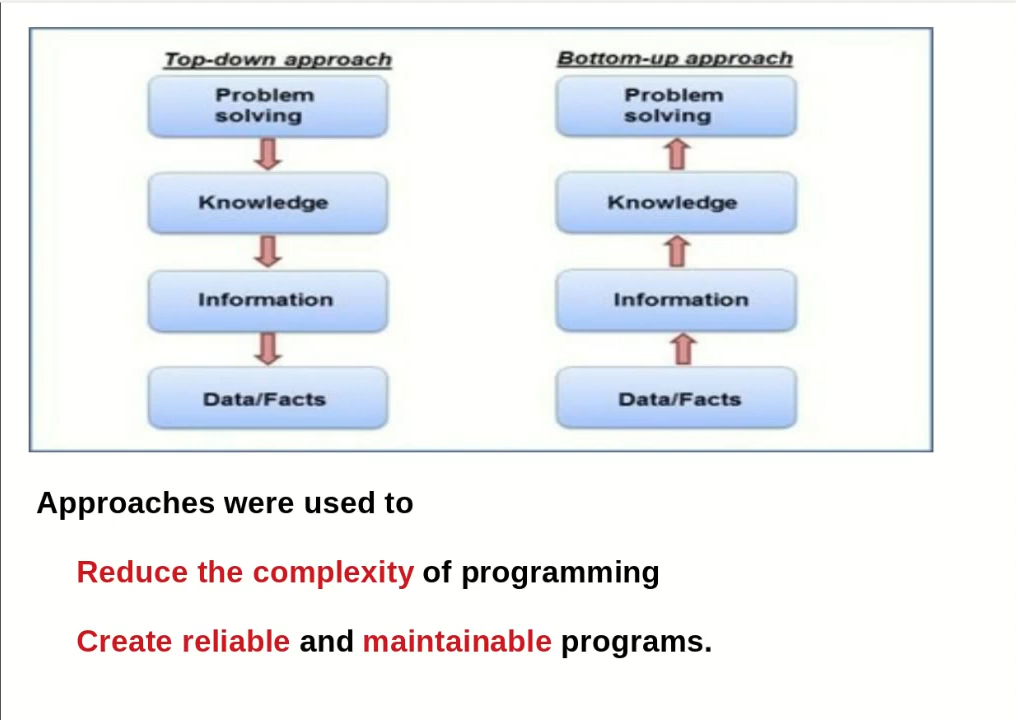 Top-down approach
Problem
solving
Knowledge
Information
Data/Facts
Bottom-up approach
Problem
solving
Knowledge
Information
Data/Facts
Approaches were used to
Reduce the complexity of programming
Create reliable and maintainable programs.